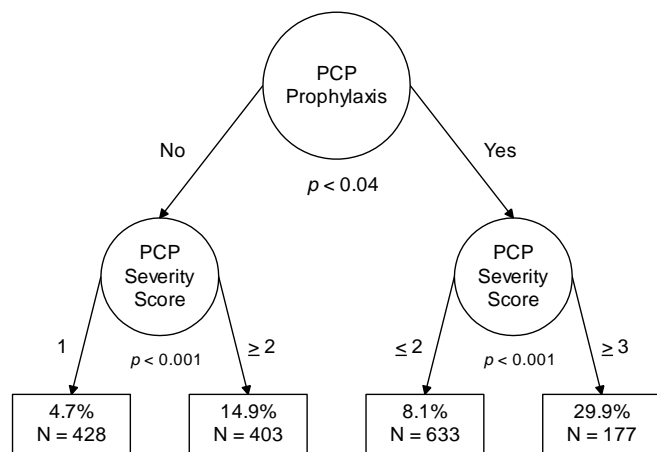 PCP
Prophylaxis
No
Yes
p < 0.04
PCP
Severity
Score
PCP
Severity
Score
1
≥ 2
≤ 2
≥ 3
p < 0.001
p < 0.001
4.7%
N = 428
14.9%
N = 403
8.1%
N = 633
29.9%
N = 177